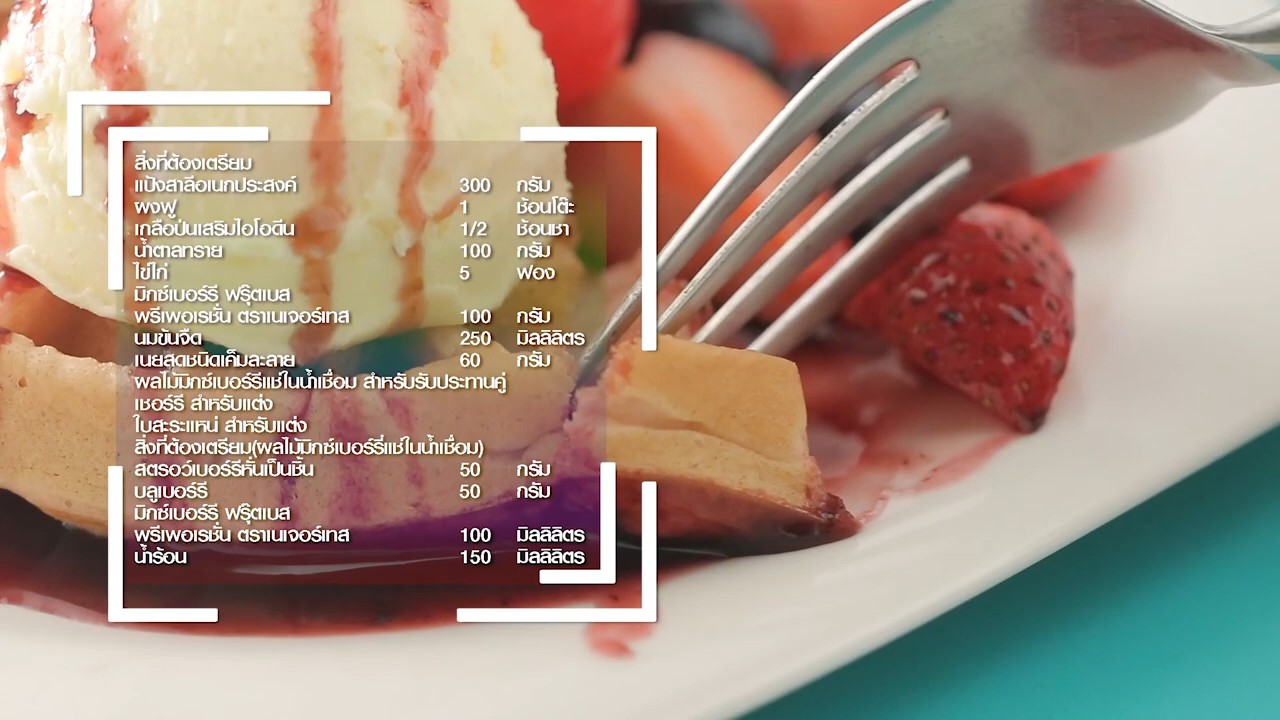 สิ่งที่ต้องเตรียม
แป้งสาลีอเนกประสงค์ 300 กรัม
ผงฟู 1 ช้อนโต๊ะ
เกลือป่นเสริมไอโอดีน 1/2 ช้อนชา
น้ำตาลทราย 100 กรัม
ไข่ไก่ 5 ฟอง
มิกซ์เบอร์รี ฟรุ๊ตเบส
พรีเพอเรชั่น ตราเนเจอร์เทส 100 กรัม
นมข้นจืด 250 มิลลิลิตร
เนยสดชนิดเค็มละลาย 60 กรัม
ผลไม้มิกซ์เบอร์รีแช่ในน้ำเชื่อม สำหรับรับประทานคู่
เชอร์รี สำหรับแต่ง
ใบสะระแหน่ สำหรับแต่ง
สิ่งที่ต้องเตรียม(ผลไม้มิกซ์เบอร์รี่แช่ในน้ำเชื่อม)
สตรอว์เบอร์รีหั่นเป็นชิ้น 50 กรัม
บลูเบอร์รี 50 กรัม
มิกซ์เบอร์รี ฟรุ๊ตเบส
พรีเพอเรชั่น ตราเนเจอร์เทส 100 มิลลิลิตร
น้ำร้อน 150 มิลลิลิตร